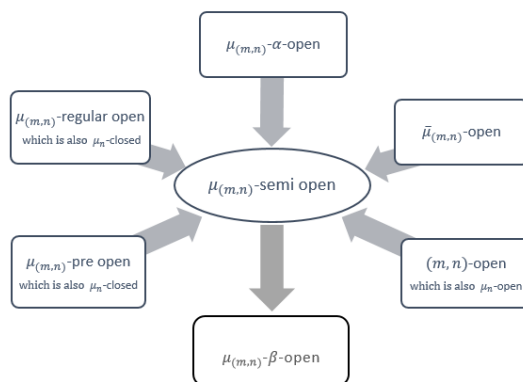 μ₍ₘ,ₙ₎-α-open
μ₍ₘ,ₙ₎-regular open
which is also μₙ-closed
μ̄₍ₘ,ₙ₎-open
μ₍ₘ,ₙ₎-semi open
μ₍ₘ,ₙ₎-pre open
which is also μₙ-closed
(m, n)-open
which is also μₙ-open
μ₍ₘ,ₙ₎-β-open